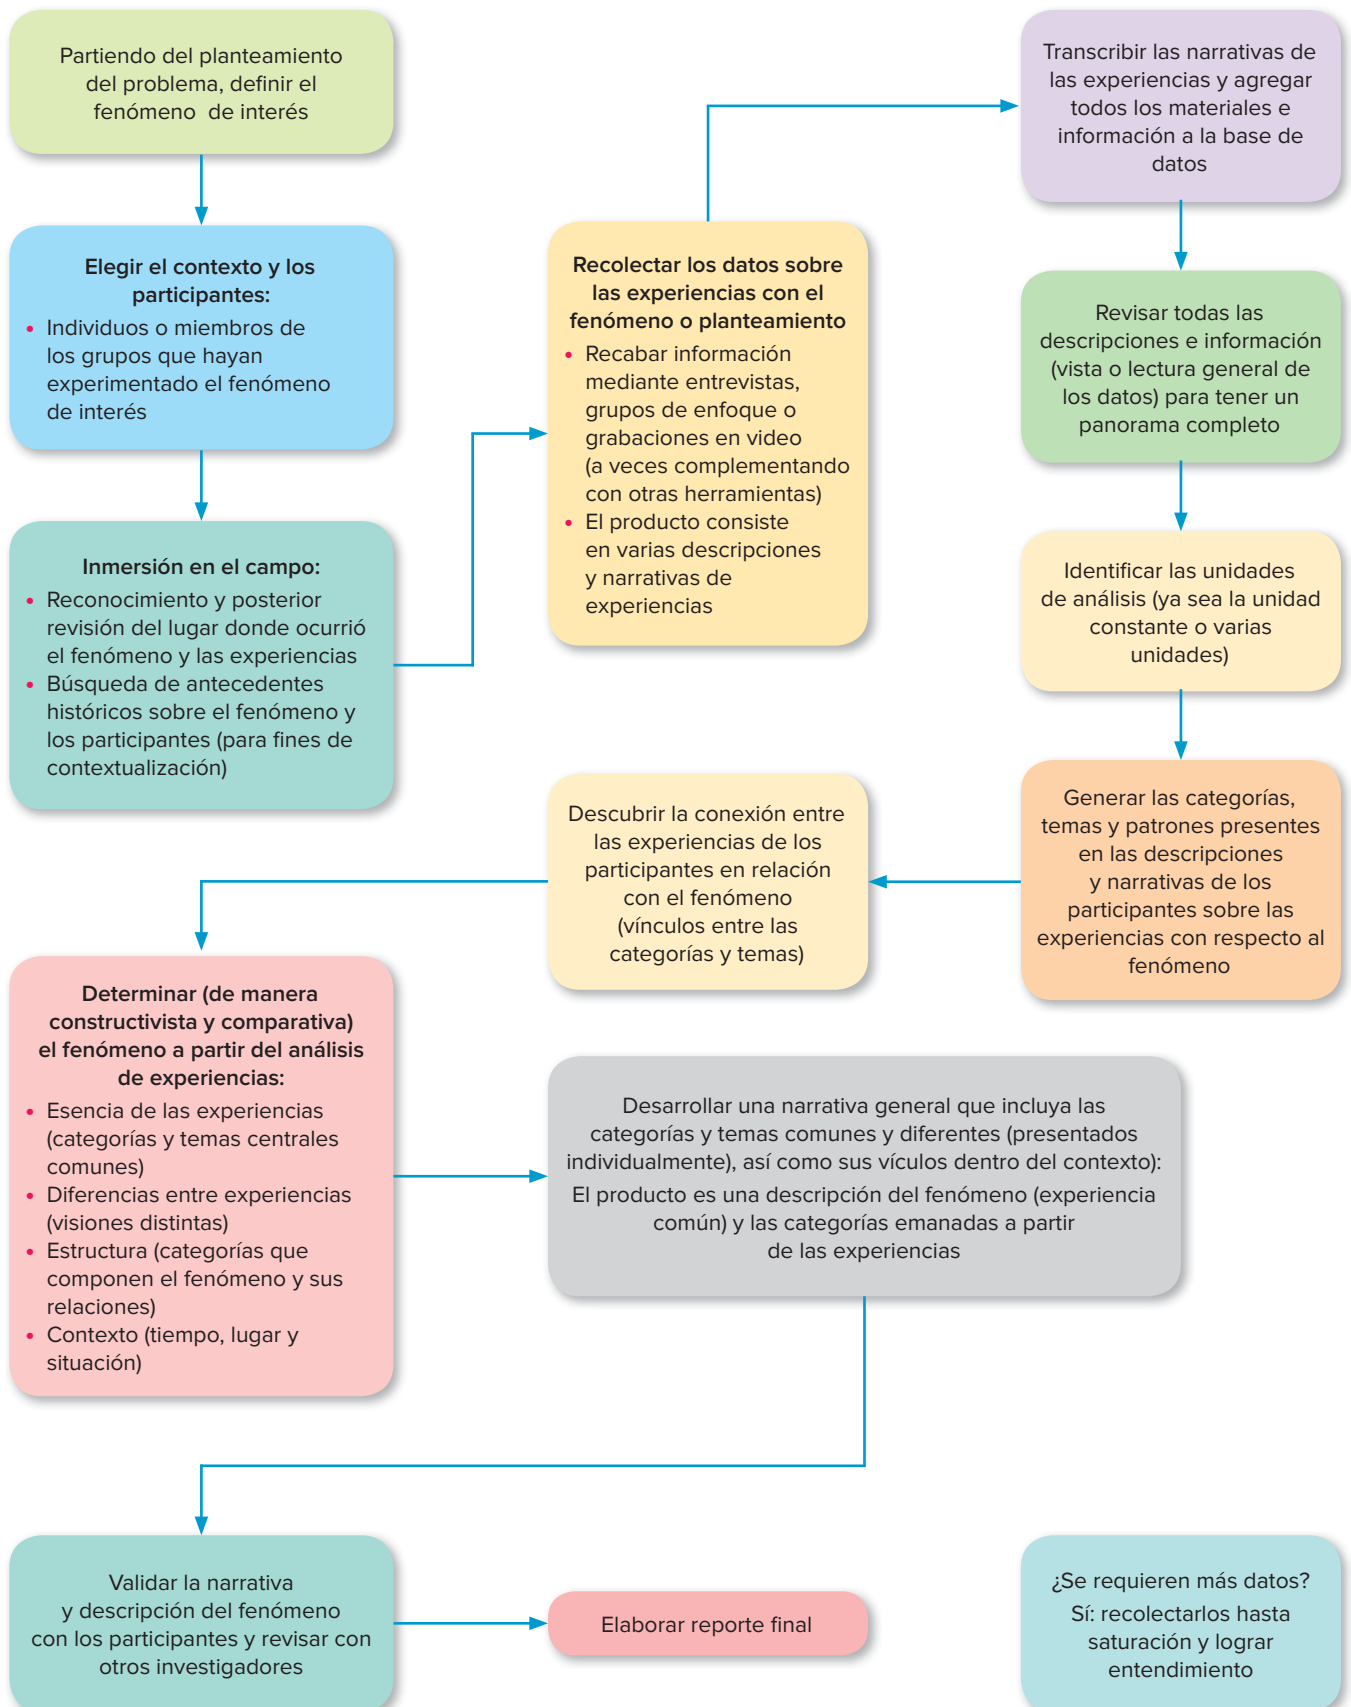 Partiendo del planteamiento
del problema, definir el
fenómeno de interés
Elegir el contexto y los
participantes:
• Individuos o miembros de
los grupos que hayan
experimentado el fenómeno
de interés
Inmersión en el campo:
• Reconocimiento y posterior
revisión del lugar donde ocurrió
el fenómeno y las experiencias
• Búsqueda de antecedentes
históricos sobre el fenómeno y
los participantes (para fines de
contextualización)
Recolectar los datos sobre
las experiencias con el
fenómeno o planteamiento
• Recabar información
mediante entrevistas,
grupos de enfoque o
grabaciones en video
(a veces complementando
con otras herramientas)
• El producto consiste
en varias descripciones
y narrativas de
experiencias
Transcribir las narrativas de
las experiencias y agregar
todos los materiales e
información a la base de
datos
Revisar todas las
descripciones e información
(vista o lectura general de
los datos) para tener un
panorama completo
Identificar las unidades
de análisis (ya sea la unidad
constante o varias
unidades)
Generar las categorías,
temas y patrones presentes
en las descripciones
y narrativas de los
participantes sobre las
experiencias con respecto al
fenómeno
Descubrir la conexión entre
las experiencias de los
participantes en relación
con el fenómeno
(vínculos entre las
categorías y temas)
Determinar (de manera
constructivista y comparativa)
el fenómeno a partir del análisis
de experiencias:
• Esencia de las experiencias
(categorías y temas centrales
comunes)
• Diferencias entre experiencias
(visiones distintas)
• Estructura (categorías que
componen el fenómeno y sus
relaciones)
• Contexto (tiempo, lugar y
situación)
Desarrollar una narrativa general que incluya las
categorías y temas comunes y diferentes (presentados
individualmente), así como sus vículos dentro del contexto):
El producto es una descripción del fenómeno (experiencia
común) y las categorías emanadas a partir
de las experiencias
Validar la narrativa
y descripción del fenómeno
con los participantes y revisar con
otros investigadores
Elaborar reporte final
¿Se requieren más datos?
Sí: recolectarlos hasta
saturación y lograr
entendimiento